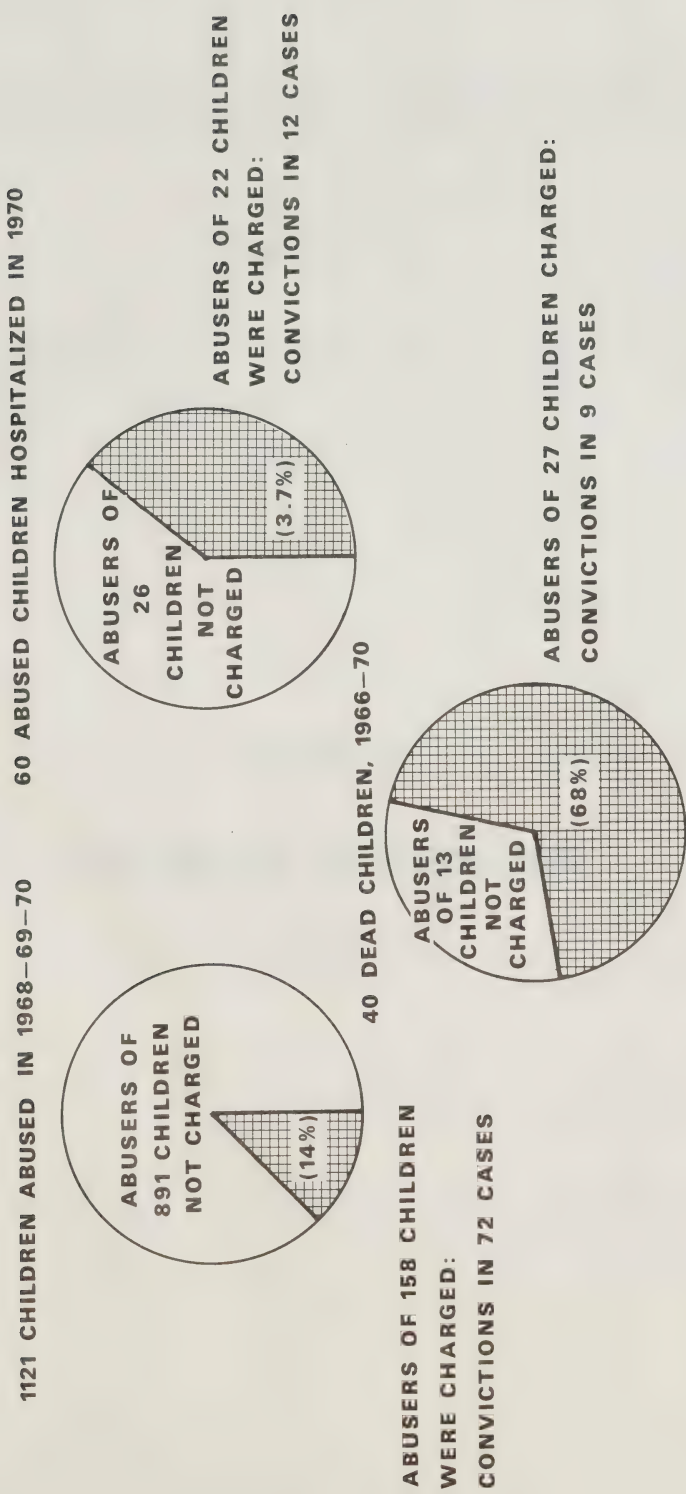 1121 CHILDREN ABUSED IN 1968–69–70
ABUSERS OF
891 CHILDREN
NOT CHARGED
(14%)
ABUSERS OF 158 CHILDREN
WERE CHARGED:
CONVICTIONS IN 72 CASES
60 ABUSED CHILDREN HOSPITALIZED IN 1970
ABUSERS OF
26
CHILDREN
NOT
CHARGED
(3.7%)
ABUSERS OF 22 CHILDREN
WERE CHARGED:
CONVICTIONS IN 12 CASES
40 DEAD CHILDREN, 1966–70
ABUSERS
OF 13
CHILDREN
NOT
CHARGED
(68%)
ABUSERS OF 27 CHILDREN CHARGED:
CONVICTIONS IN 9 CASES